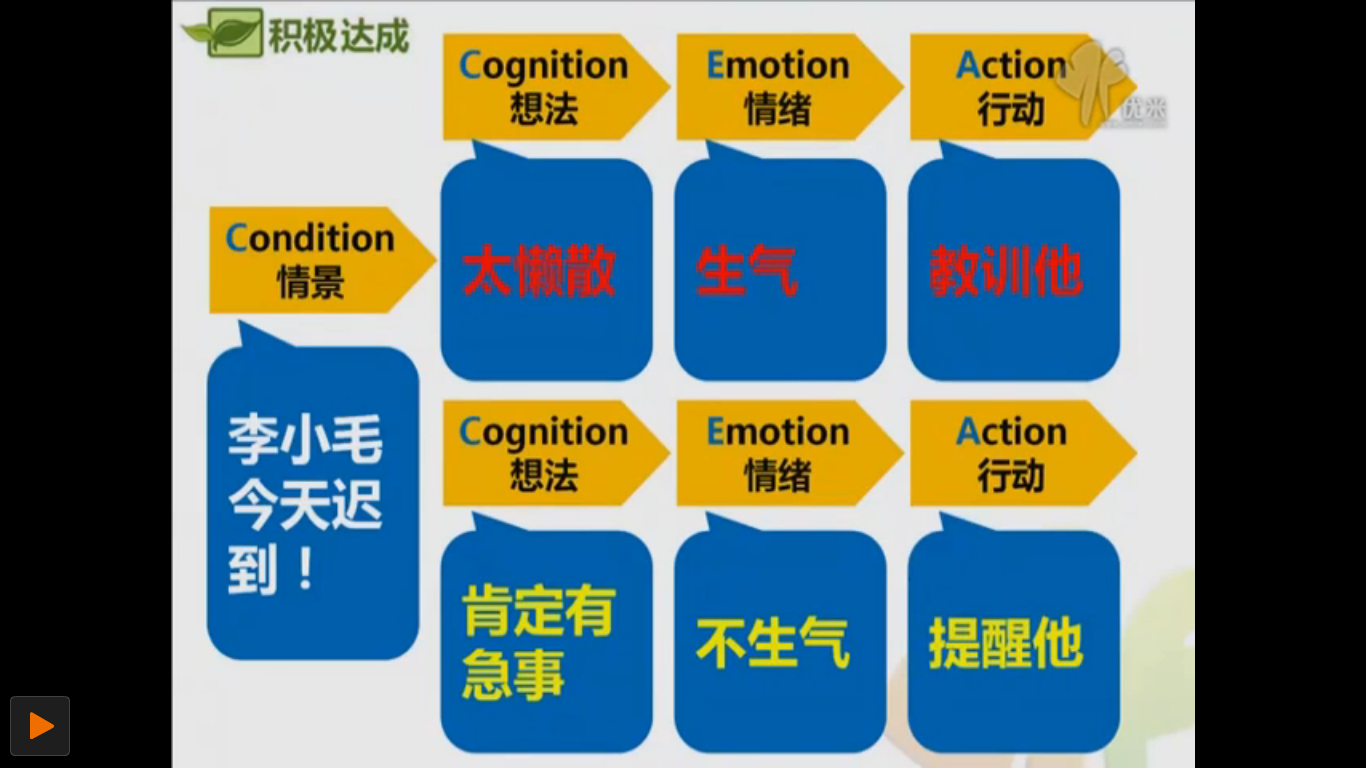 积极达成
Cognition
想法
Emotion
情绪
Action
行动
优米
Condition
情景
太懒散
生气
教训他
李小毛
今天迟
到！
Cognition
想法
Emotion
情绪
Action
行动
肯定有
急事
不生气
提醒他